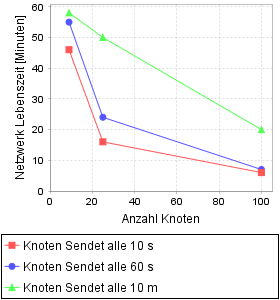 Netzwerk Lebenszeit [Minuten]
60
50
40
30
20
10
0
0 20 40 60 80 100
Anzahl Knoten
Knoten Sendet alle 10 s
Knoten Sendet alle 60 s
Knoten Sendet alle 10 m